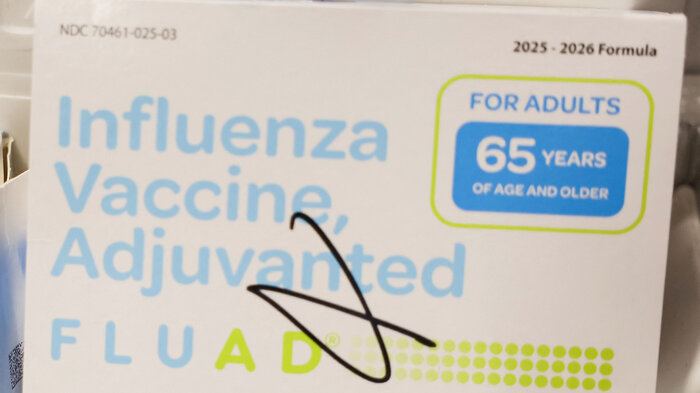 NDC 70461-025-03
2025 - 2026 Formula
FOR ADULTS
65 YEARS
OF AGE AND OLDER
Influenza
Vaccine,
Adjuvanted
FLUAD®